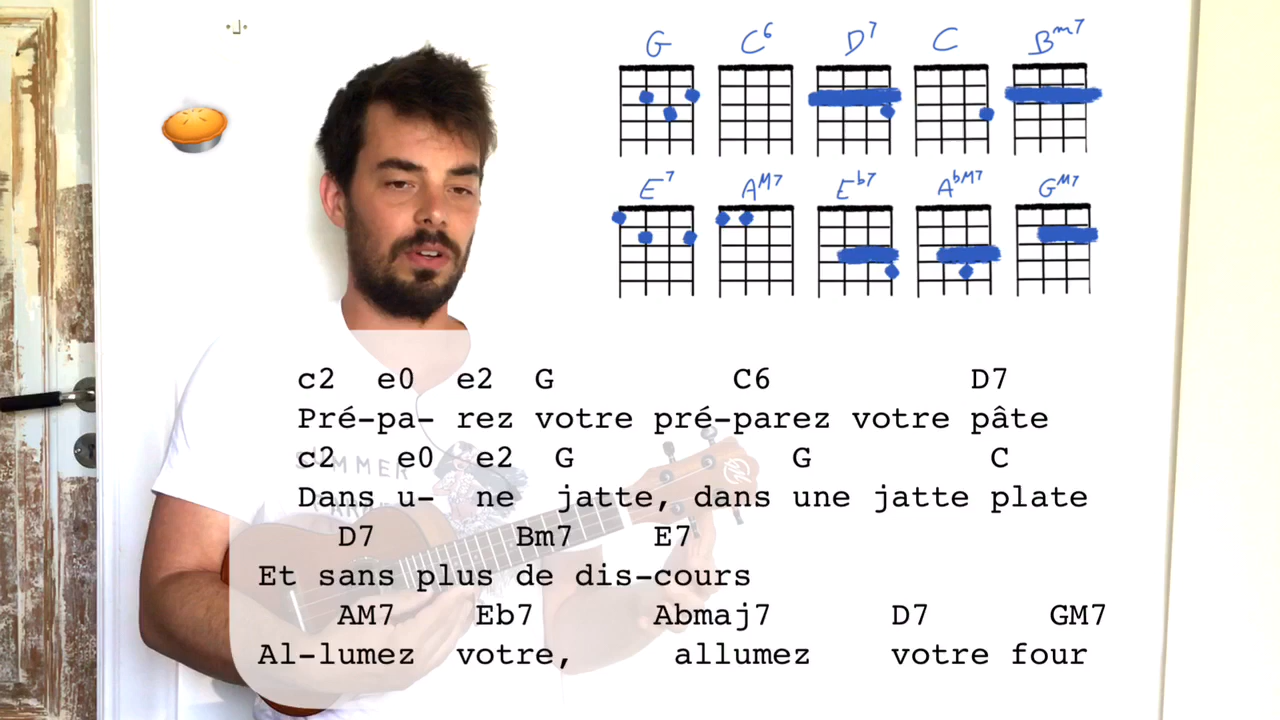 G C6 D7 C Bm7
E7 AM7 Eb7 AbM7 GM7
c2 e0 e2 G C6 D7
Pré-pa- rez votre pré-parez votre pâte
c2 e0 e2 G G C
Dans u- ne jatte, dans une jatte plate
D7 Bm7 E7
Et sans plus de dis-cours
AM7 Eb7 Abmaj7 D7 GM7
Al-lumez votre, allumez votre four
SUMMER